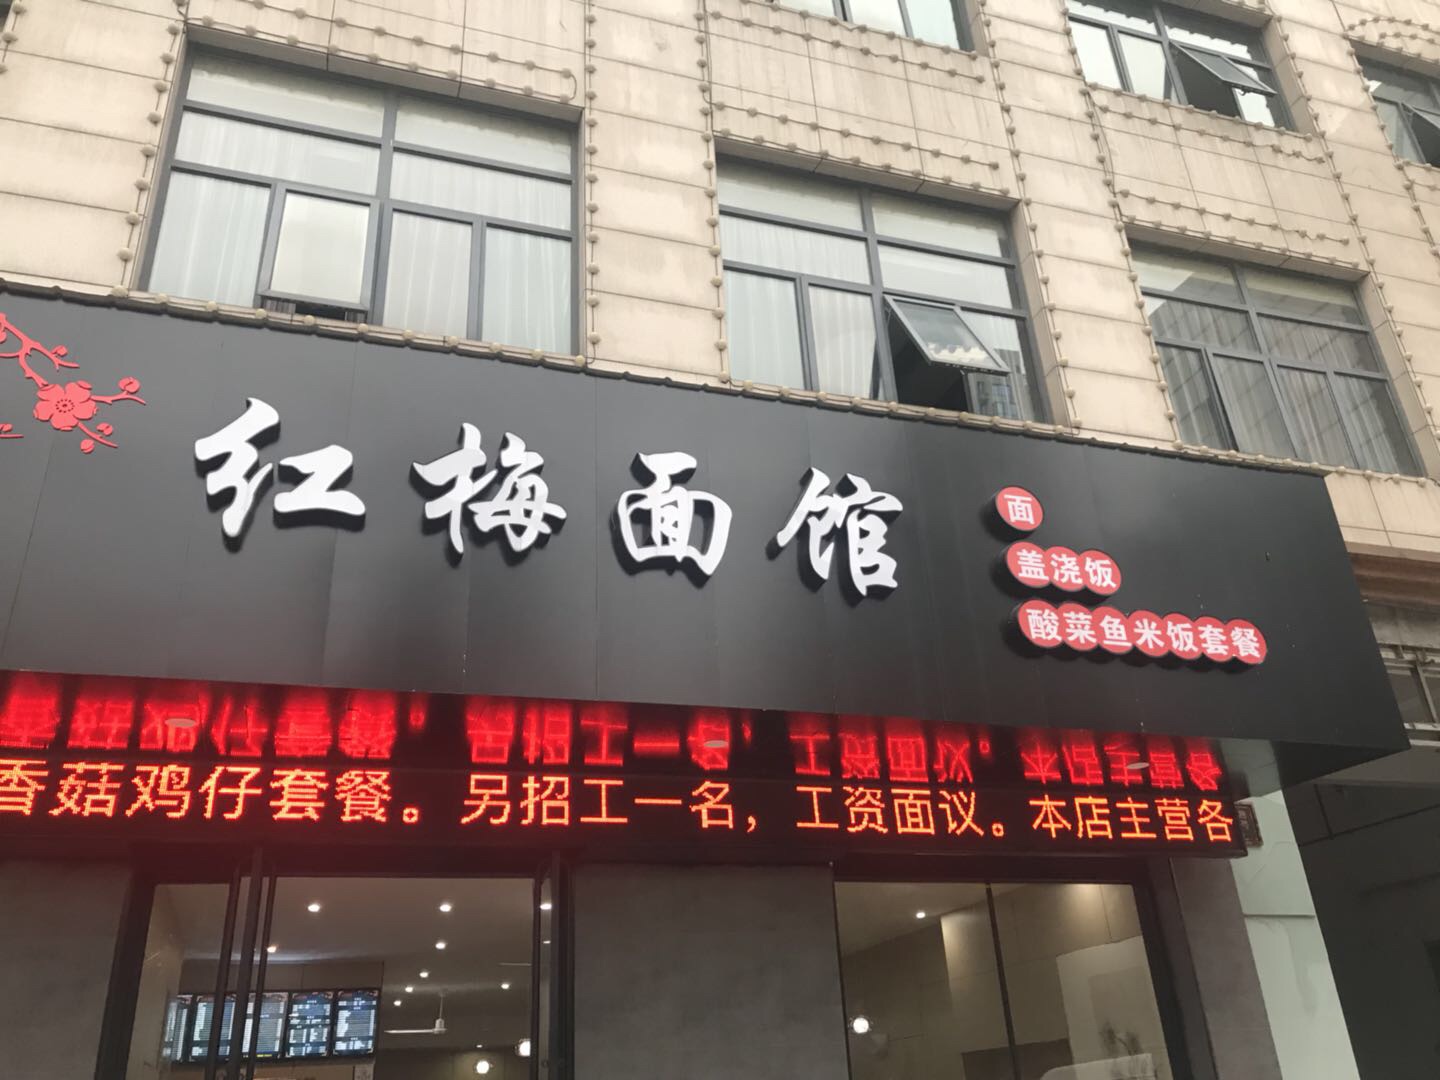 红梅面馆
面
盖浇饭
酸菜鱼米饭套餐
香菇鸡仔套餐。另招工一名，工资面议。本店主营各